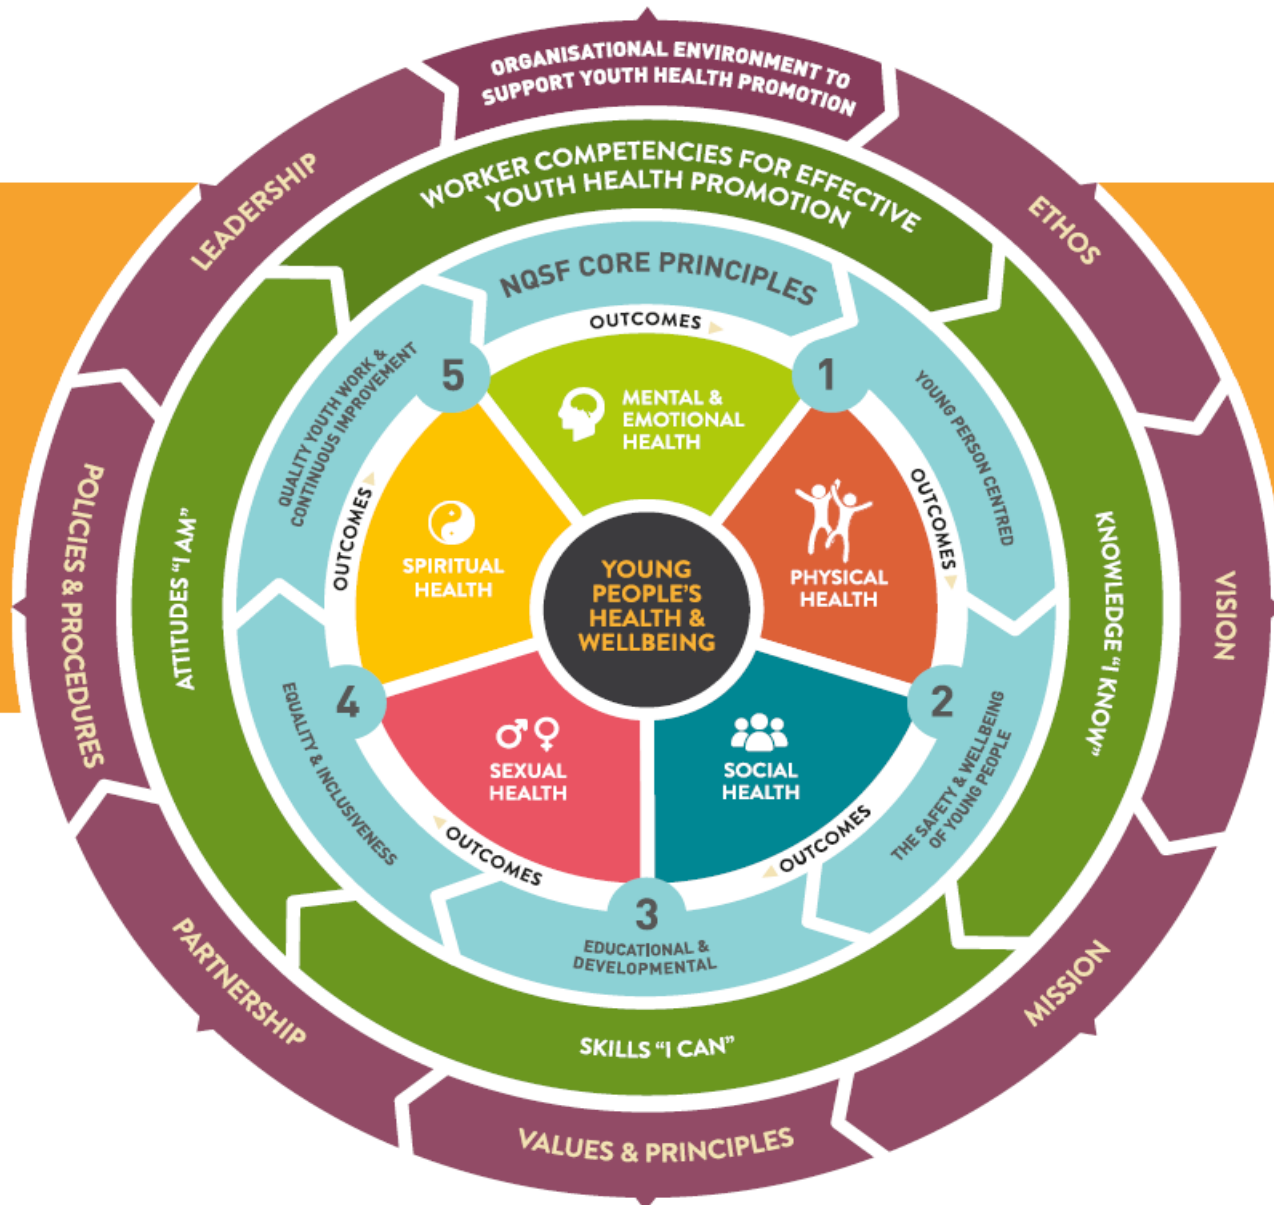 ORGANISATIONAL ENVIRONMENT TO
SUPPORT YOUTH HEALTH PROMOTION
ETHOS
VISION
MISSION
VALUES & PRINCIPLES
PARTNERSHIP
POLICIES & PROCEDURES
LEADERSHIP
WORKER COMPETENCIES FOR EFFECTIVE
YOUTH HEALTH PROMOTION
KNOWLEDGE “I KNOW”
SKILLS “I CAN”
ATTITUDES “I AM”
NQSF CORE PRINCIPLES
1
YOUNG PERSON CENTRED
2
THE SAFETY & WELLBEING
OF YOUNG PEOPLE
3
EDUCATIONAL &
DEVELOPMENTAL
4
EQUALITY & INCLUSIVENESS
5
QUALITY YOUTH WORK &
CONTINUOUS IMPROVEMENT
OUTCOMES
OUTCOMES
OUTCOMES
OUTCOMES
OUTCOMES
MENTAL &
EMOTIONAL
HEALTH
PHYSICAL
HEALTH
SOCIAL
HEALTH
SEXUAL
HEALTH
SPIRITUAL
HEALTH
YOUNG
PEOPLE’S
HEALTH &
WELLBEING